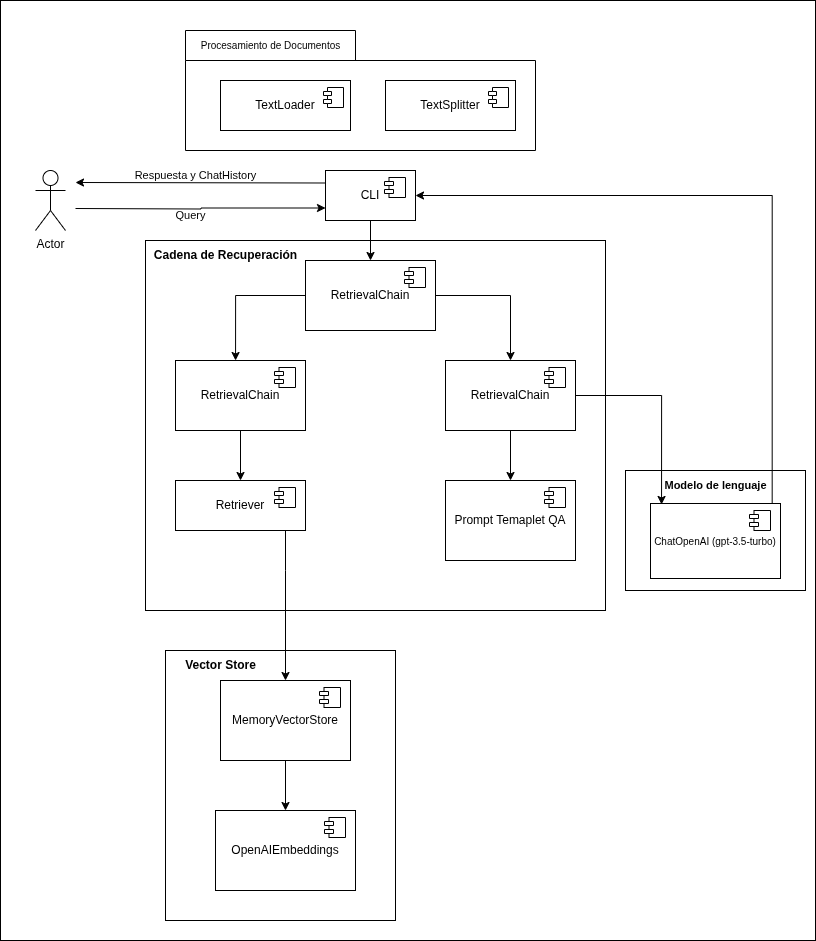 Procesamiento de Documentos
TextLoader
TextSplitter
Respuesta y ChatHistory
CLI
Query
Actor
Cadena de Recuperación
RetrievalChain
RetrievalChain
RetrievalChain
Modelo de lenguaje
Retriever
Prompt Temaplet QA
ChatOpenAI (gpt-3.5-turbo)
Vector Store
MemoryVectorStore
OpenAIEmbeddings